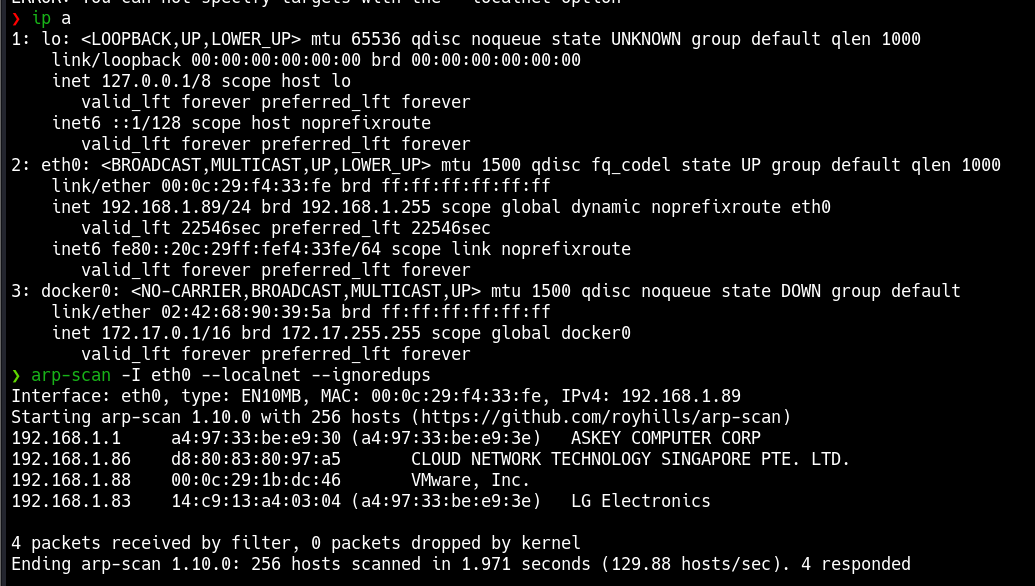 ERROR: You can not specify targets with the --localnet option
❯ ip a
1: lo: <LOOPBACK,UP,LOWER_UP> mtu 65536 qdisc noqueue state UNKNOWN group default qlen 1000
    link/loopback 00:00:00:00:00:00 brd 00:00:00:00:00:00
    inet 127.0.0.1/8 scope host lo
       valid_lft forever preferred_lft forever
    inet6 ::1/128 scope host noprefixroute
       valid_lft forever preferred_lft forever
2: eth0: <BROADCAST,MULTICAST,UP,LOWER_UP> mtu 1500 qdisc fq_codel state UP group default qlen 1000
    link/ether 00:0c:29:f4:33:fe brd ff:ff:ff:ff:ff:ff
    inet 192.168.1.89/24 brd 192.168.1.255 scope global dynamic noprefixroute eth0
       valid_lft 22546sec preferred_lft 22546sec
    inet6 fe80::20c:29ff:fef4:33fe/64 scope link noprefixroute
       valid_lft forever preferred_lft forever
3: docker0: <NO-CARRIER,BROADCAST,MULTICAST,UP> mtu 1500 qdisc noqueue state DOWN group default
    link/ether 02:42:68:90:39:5a brd ff:ff:ff:ff:ff:ff
    inet 172.17.0.1/16 brd 172.17.255.255 scope global docker0
       valid_lft forever preferred_lft forever
❯ arp-scan -I eth0 --localnet --ignoredups
Interface: eth0, type: EN10MB, MAC: 00:0c:29:f4:33:fe, IPv4: 192.168.1.89
Starting arp-scan 1.10.0 with 256 hosts (https://github.com/royhills/arp-scan)
192.168.1.1     a4:97:33:be:e9:30 (a4:97:33:be:e9:3e)   ASKEY COMPUTER CORP
192.168.1.86    d8:80:83:80:97:a5       CLOUD NETWORK TECHNOLOGY SINGAPORE PTE. LTD.
192.168.1.88    00:0c:29:1b:dc:46       VMware, Inc.
192.168.1.83    14:c9:13:a4:03:04 (a4:97:33:be:e9:3e)   LG Electronics

4 packets received by filter, 0 packets dropped by kernel
Ending arp-scan 1.10.0: 256 hosts scanned in 1.971 seconds (129.88 hosts/sec). 4 responded